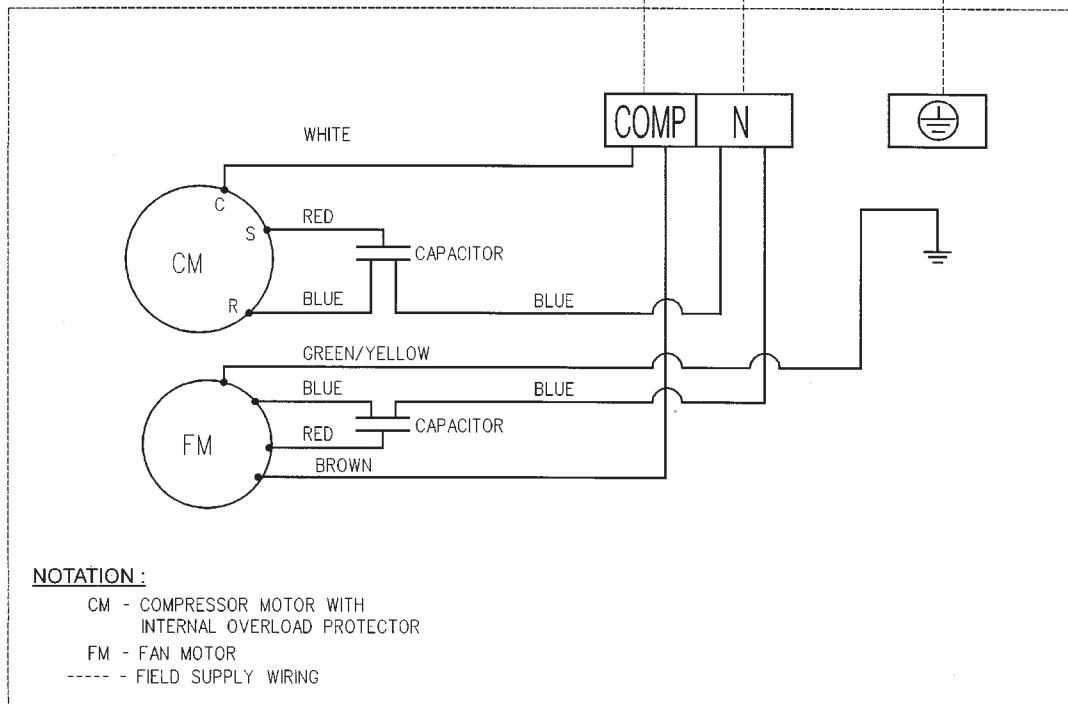 COMP N
WHITE
C
RED
S
CAPACITOR
CM
R
BLUE
BLUE
GREEN/YELLOW
BLUE
BLUE
CAPACITOR
RED
FM
BROWN
NOTATION :
CM - COMPRESSOR MOTOR WITH
INTERNAL OVERLOAD PROTECTOR
FM - FAN MOTOR
----- - FIELD SUPPLY WIRING